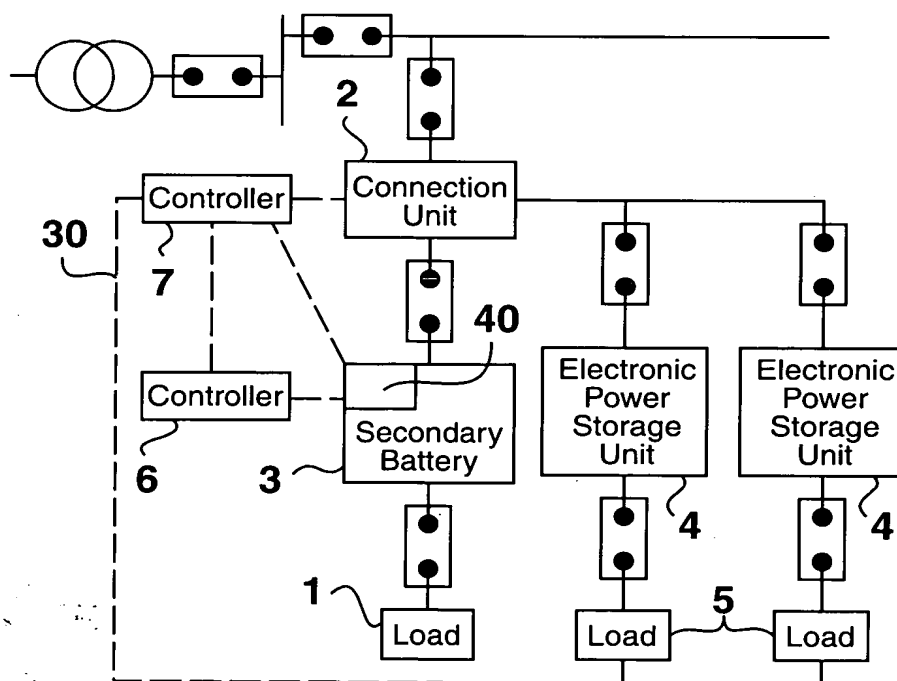 2
Connection
Unit
Controller
30
7
40
Controller
6
Secondary
Battery
3
Electronic
Power
Storage
Unit
4
Electronic
Power
Storage
Unit
4
1
Load
5
Load
Load